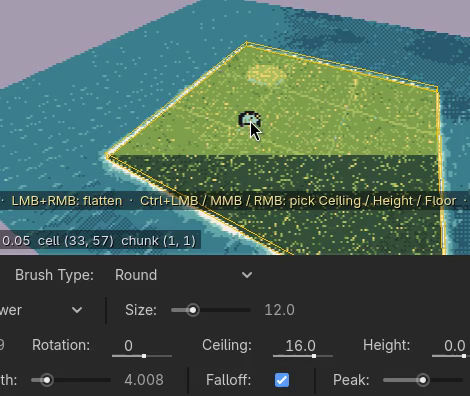 · LMB+RMB: flatten · Ctrl+LMB / MMB / RMB: pick Ceiling / Height / Floor ·
0.05 cell (33, 57) chunk (1, 1)
Brush Type: Round
wer Size: 12.0
9 Rotation: 0 Ceiling: 16.0 Height: 0.0
th: 4.008 Falloff: Peak: